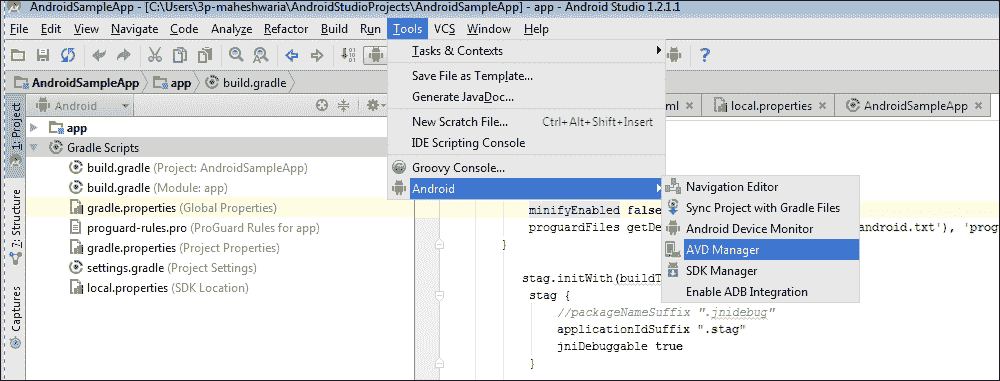 AndroidSampleApp - [C:\Users\3p-maheshwaria\AndroidStudioProjects\AndroidSampleApp] - app - Android Studio 1.2.1.1
File Edit View Navigate Code Analyze Refactor Build Run Tools VCS Window Help
AndroidSampleApp app build.gradle
Android
1: Project
7: Structure
Captures
app
Gradle Scripts
build.gradle (Project: AndroidSampleApp)
build.gradle (Module: app)
gradle.properties (Global Properties)
proguard-rules.pro (ProGuard Rules for app)
gradle.properties (Project Properties)
settings.gradle (Project Settings)
local.properties (SDK Location)
Tasks & Contexts
Save File as Template...
Generate JavaDoc...
New Scratch File... Ctrl+Alt+Shift+Insert
IDE Scripting Console
Groovy Console...
Android
Navigation Editor
Sync Project with Gradle Files
Android Device Monitor
AVD Manager
SDK Manager
Enable ADB Integration
ml local.properties AndroidSampleApp
minifyEnabled false
proguardFiles getDe android.txt'), 'prog
}
stag.initWith(buildT
stag {
//packageNameSuffix ".jnidebug"
applicationIdSuffix ".stag"
jniDebuggable true
}